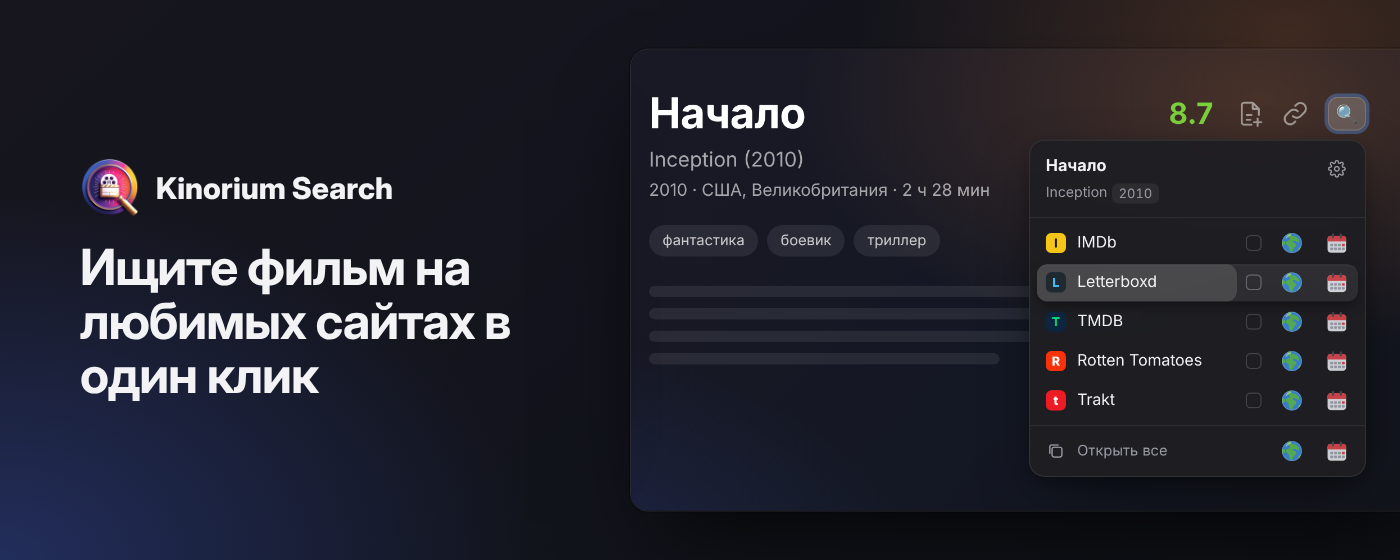 Kinorium Search
Ищите фильм на
любимых сайтах в
один клик
Начало
8.7
Inception (2010)
2010 · США, Великобритания · 2 ч 28 мин
фантастика
боевик
триллер
Начало
Inception 2010
I IMDb
L Letterboxd
T TMDB
R Rotten Tomatoes
t Trakt
Открыть все